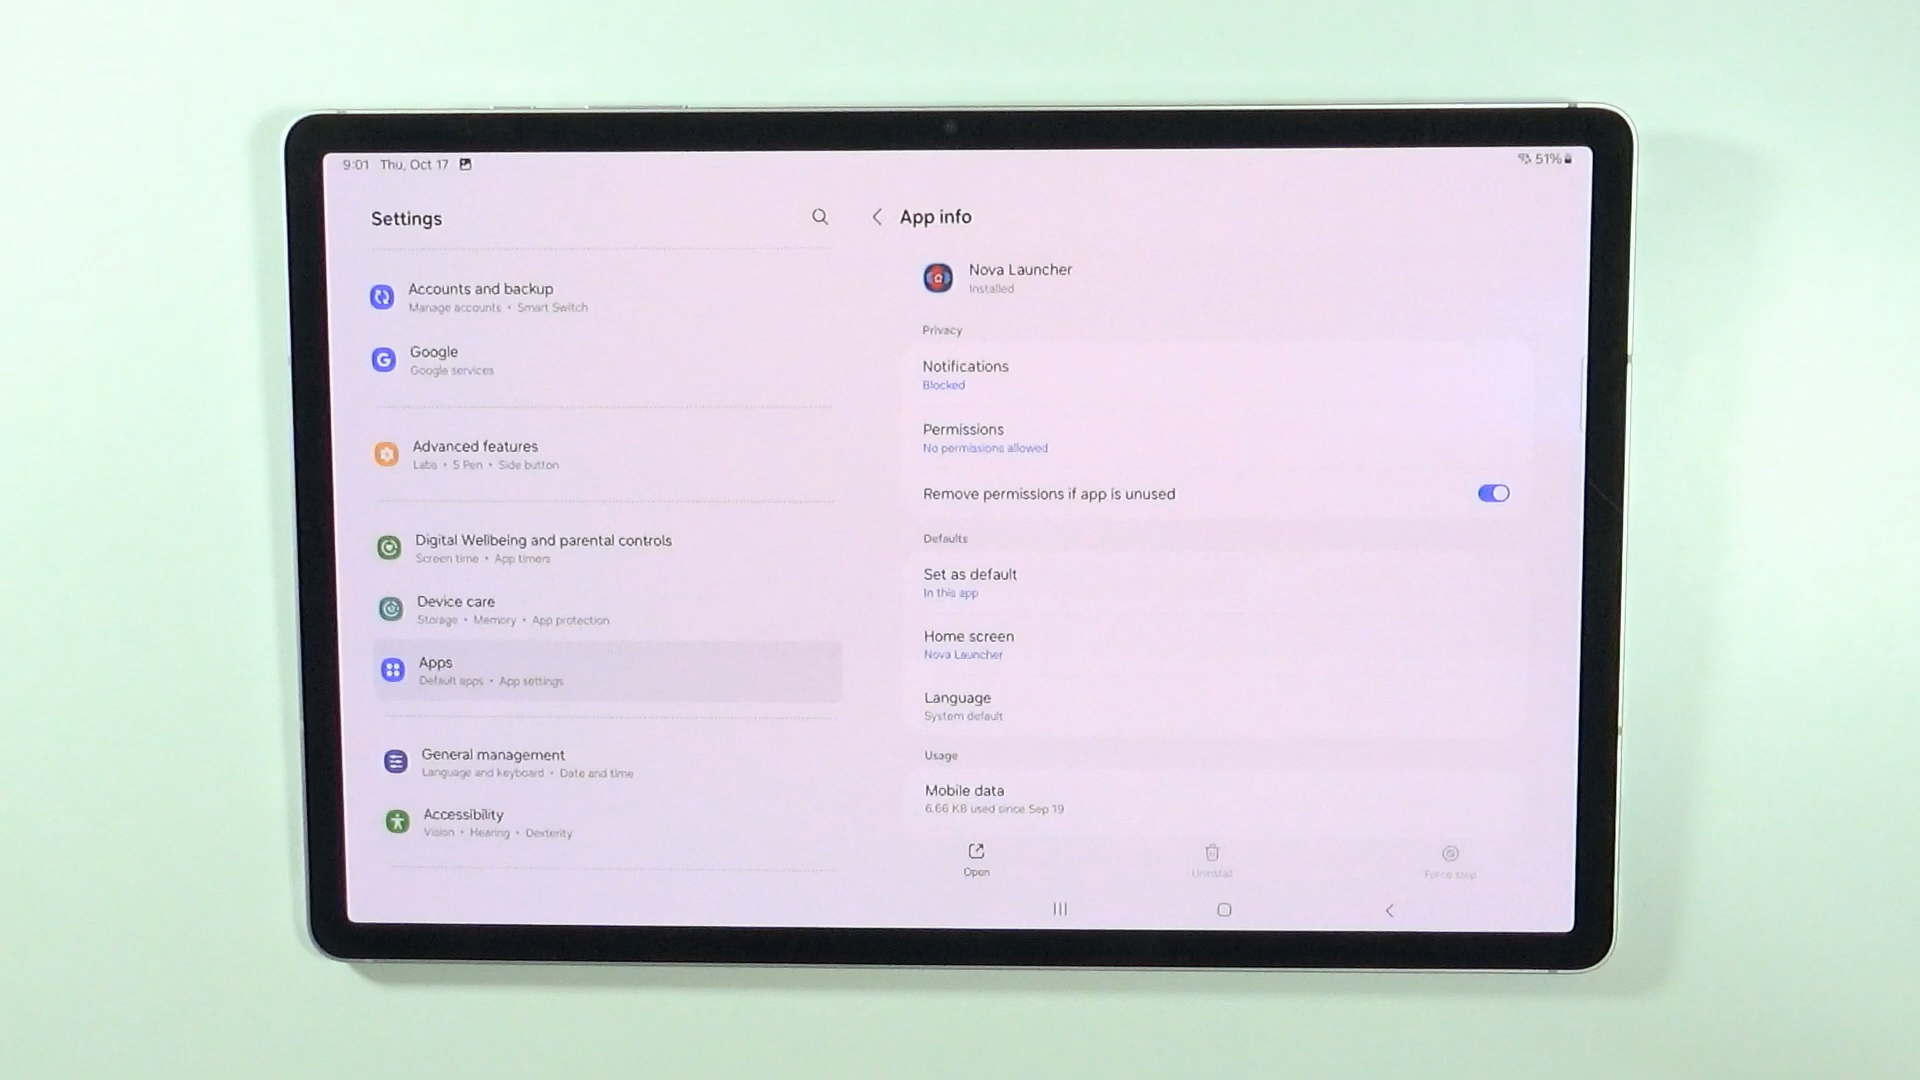 9:01 Thu, Oct 17
51%
Settings
Accounts and backup
Manage accounts • Smart Switch
Google
Google services
Advanced features
Labs • S Pen • Side button
Digital Wellbeing and parental controls
Screen time • App timers
Device care
Storage • Memory • App protection
Apps
Default apps • App settings
General management
Language and keyboard • Date and time
Accessibility
Vision • Hearing • Dexterity
App info
Nova Launcher
Installed
Privacy
Notifications
Blocked
Permissions
No permissions allowed
Remove permissions if app is unused
Defaults
Set as default
In this app
Home screen
Nova Launcher
Language
System default
Usage
Mobile data
6.66 KB used since Sep 19
Open
Uninstall
Force stop